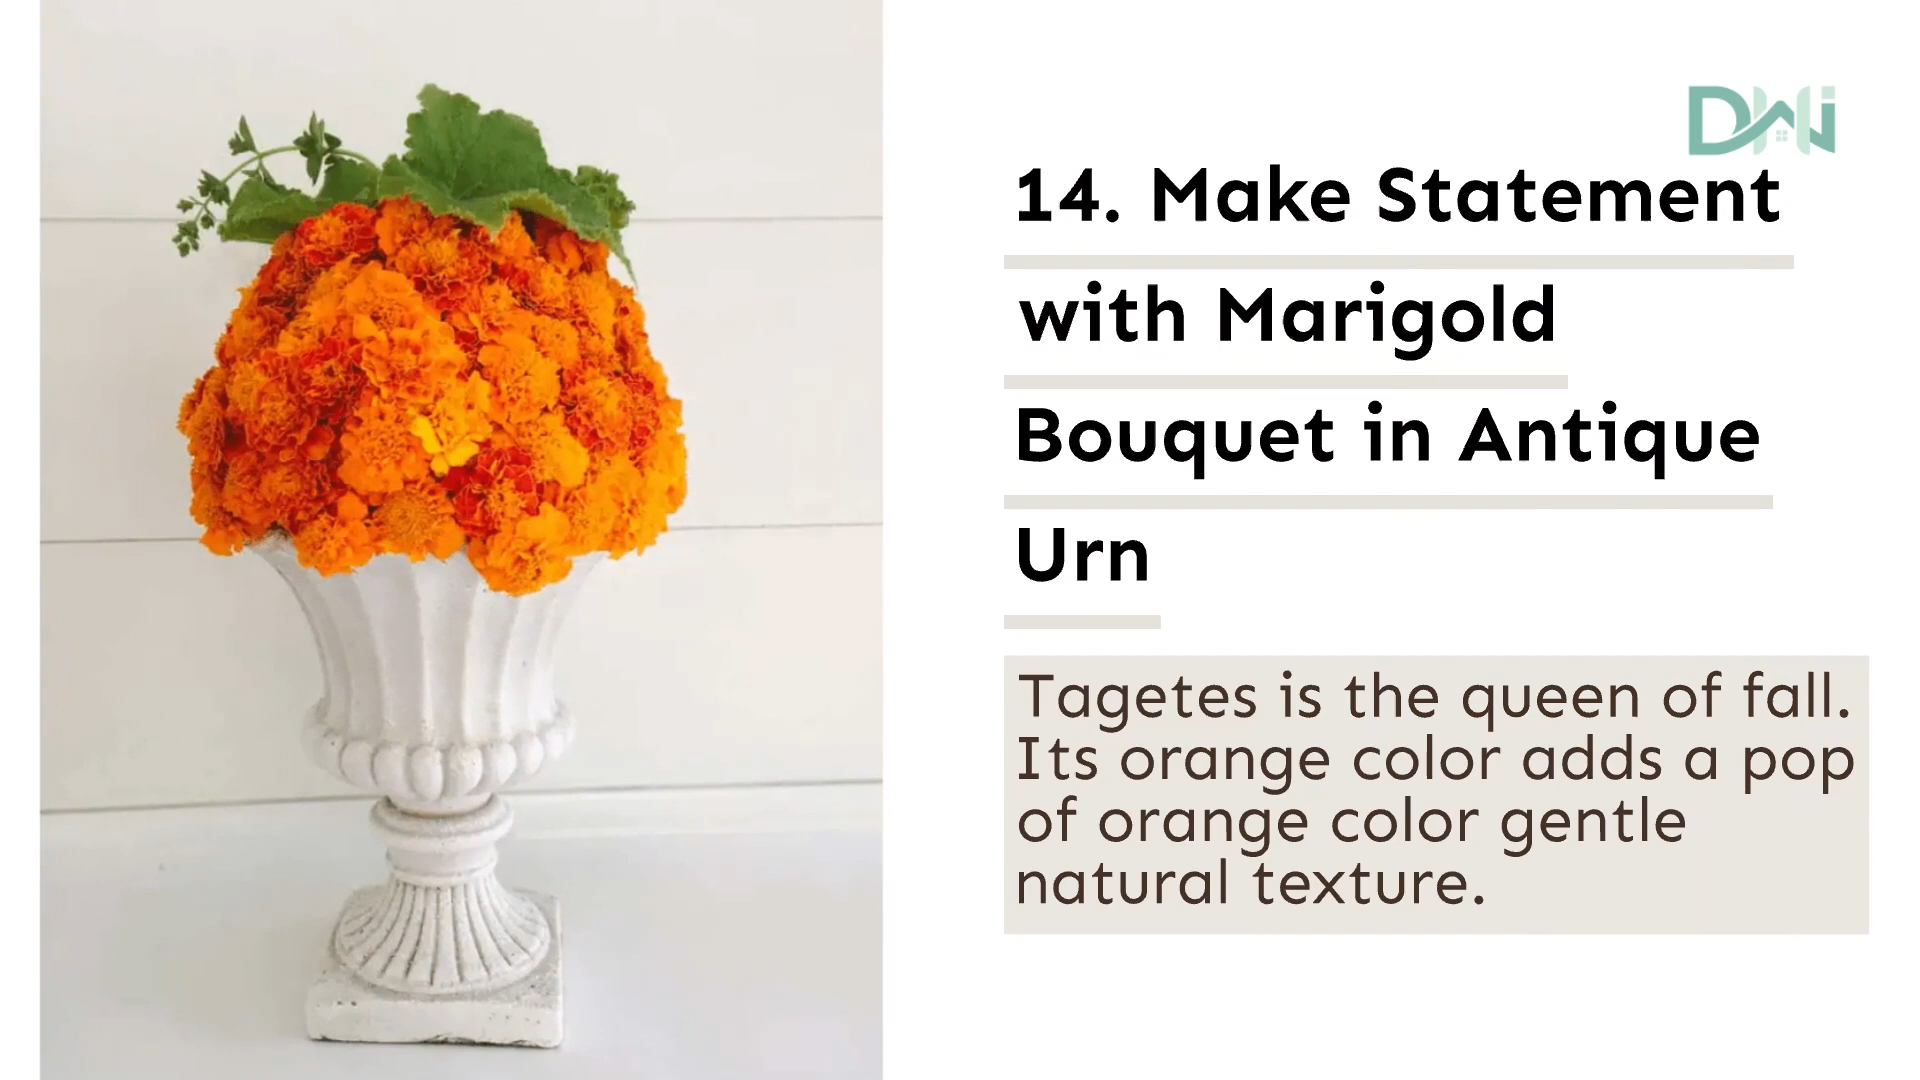 DWI
14. Make Statement
with Marigold
Bouquet in Antique
Urn
Tagetes is the queen of fall.
Its orange color adds a pop
of orange color gentle
natural texture.